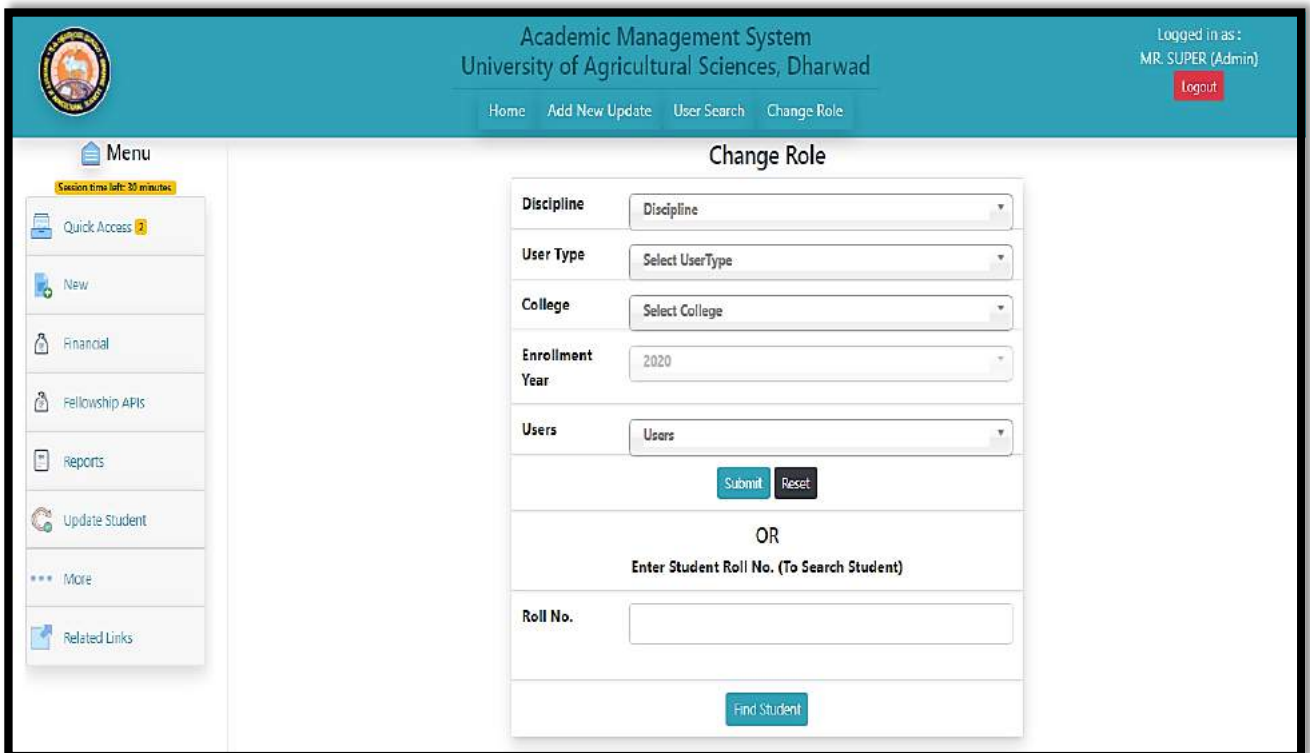 Academic Management System
University of Agricultural Sciences, Dharwad
Home Add New Update User Search Change Role
Logged in as :
MR. SUPER (Admin)
Logout
Menu
Session time left: 30 minutes
Quick Access 2
New
Financial
Fellowship APIs
Reports
Update Student
More
Related Links
Change Role
Discipline Discipline
User Type Select UserType
College Select College
Enrollment
Year 2020
Users Users
Submit Reset
OR
Enter Student Roll No. (To Search Student)
Roll No.
Find Student